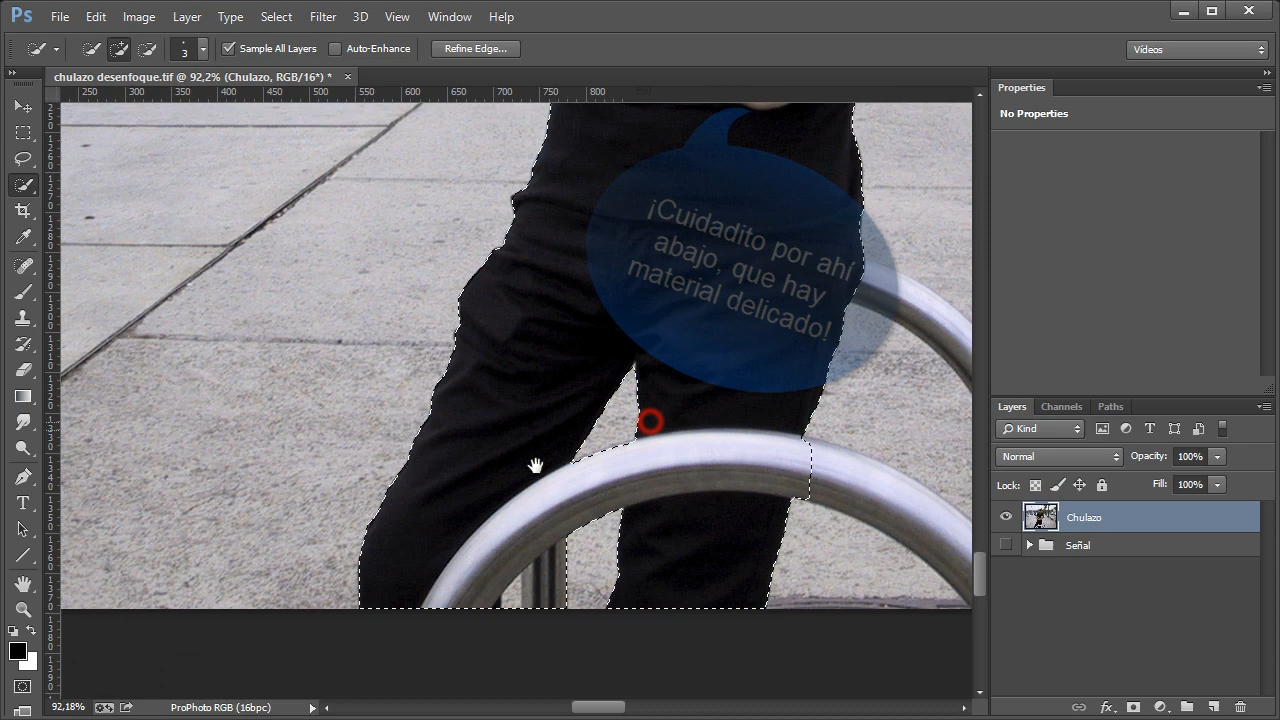 Ps File Edit Image Layer Type Select Filter 3D View Window Help
3 Sample All Layers Auto-Enhance Refine Edge... Vídeos
chulazo desenfoque.tif @ 92,2% (Chulazo, RGB/16*) * ×
250 300 350 400 450 500 550 600 650 700 750 800
Properties
No Properties
¡Cuidadito por ahí
abajo, que hay
material delicado!
Layers Channels Paths
Kind
Normal Opacity: 100%
Lock: Fill: 100%
Chulazo
Señal
92,18% ProPhoto RGB (16bpc)